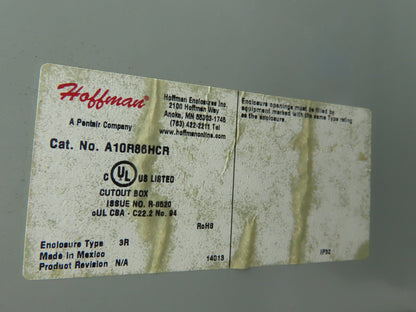 Hoffman®
A Pentair Company
Hoffman Enclosures Inc.
2100 Hoffman Way
Anoka, MN 55303-1745
(763) 422-2211 Tel
www.hoffmanonline.com
Enclosure openings must be filled by
equipment marked with the same Type rating
as the enclosure.
Cat. No. A10R86HCR
C UL US LISTED
CUTOUT BOX
ISSUE NO. R-8520
cUL CSA - C22.2 No. 94
RoHS
Enclosure Type 3R
Made in Mexico
Product Revision N/A
14013
IP32